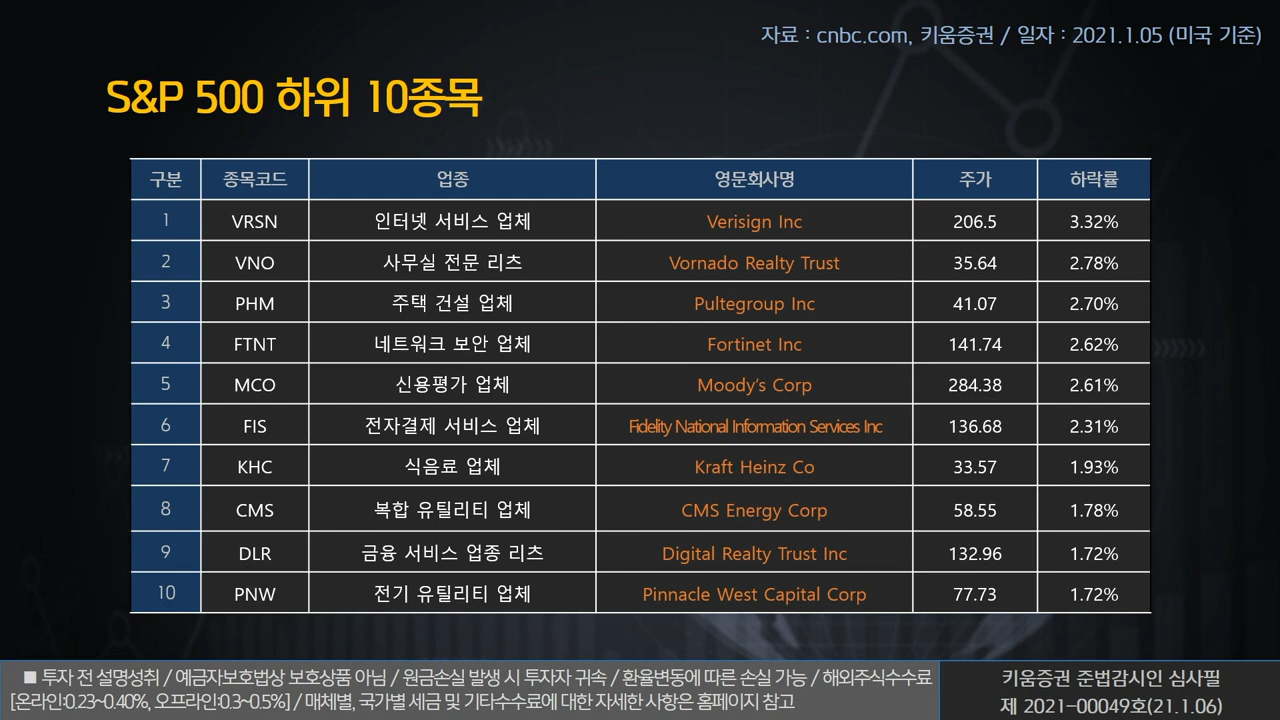 자료 : cnbc.com, 키움증권 / 일자 : 2021.1.05 (미국 기준)
S&P 500 하위 10종목
구분 종목코드 업종 영문회사명 주가 하락률
1 VRSN 인터넷 서비스 업체 Verisign Inc 206.5 3.32%
2 VNO 사무실 전문 리츠 Vornado Realty Trust 35.64 2.78%
3 PHM 주택 건설 업체 Pultegroup Inc 41.07 2.70%
4 FTNT 네트워크 보안 업체 Fortinet Inc 141.74 2.62%
5 MCO 신용평가 업체 Moody's Corp 284.38 2.61%
6 FIS 전자결제 서비스 업체 Fidelity National Information Services Inc 136.68 2.31%
7 KHC 식음료 업체 Kraft Heinz Co 33.57 1.93%
8 CMS 복합 유틸리티 업체 CMS Energy Corp 58.55 1.78%
9 DLR 금융 서비스 업종 리츠 Digital Realty Trust Inc 132.96 1.72%
10 PNW 전기 유틸리티 업체 Pinnacle West Capital Corp 77.73 1.72%
■ 투자 전 설명성취 / 예금자보호법상 보호상품 아님 / 원금손실 발생 시 투자자 귀속 / 환율변동에 따른 손실 가능 / 해외주식수수료
[온라인:0.23~0.40%, 오프라인:0.3~0.5%] / 매체별, 국가별 세금 및 기타수수료에 대한 자세한 사항은 홈페이지 참고
키움증권 준법감시인 심사필
제 2021-00049호(21.1.06)